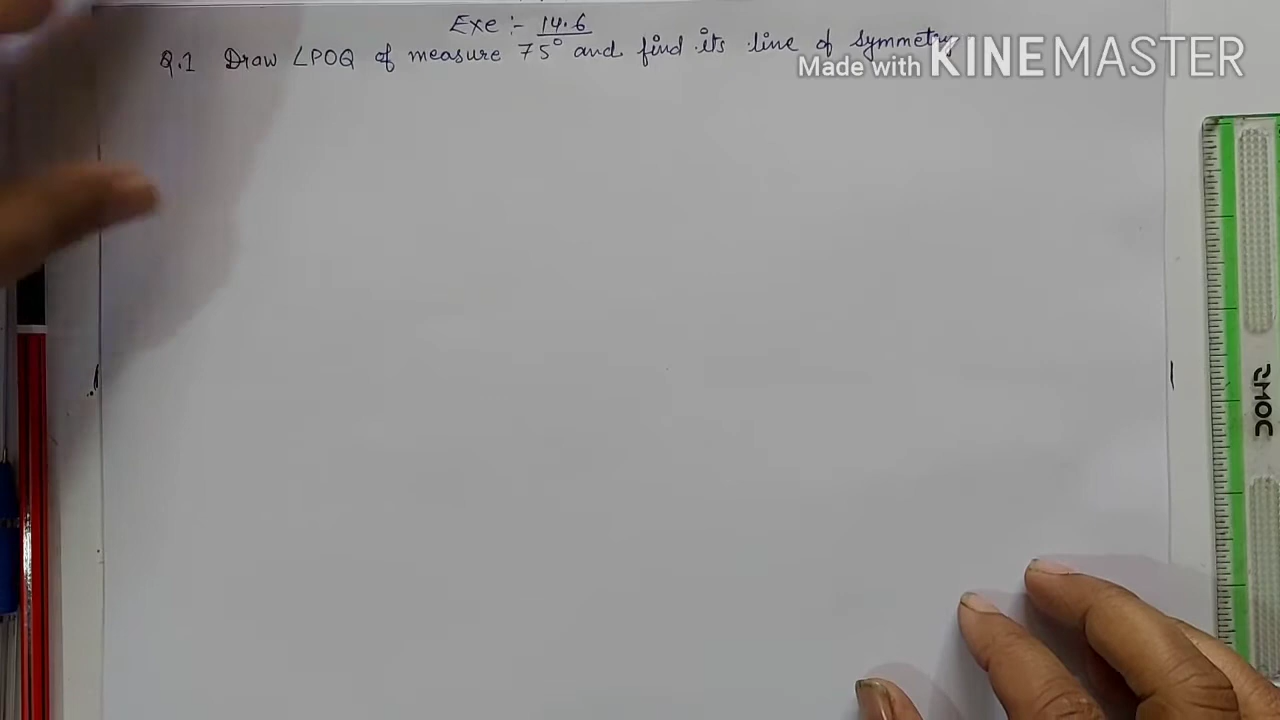 Exe :- 14.6
Q.1 Draw ∠POQ of measure 75° and find its line of symmetry
Made with KINEMASTER